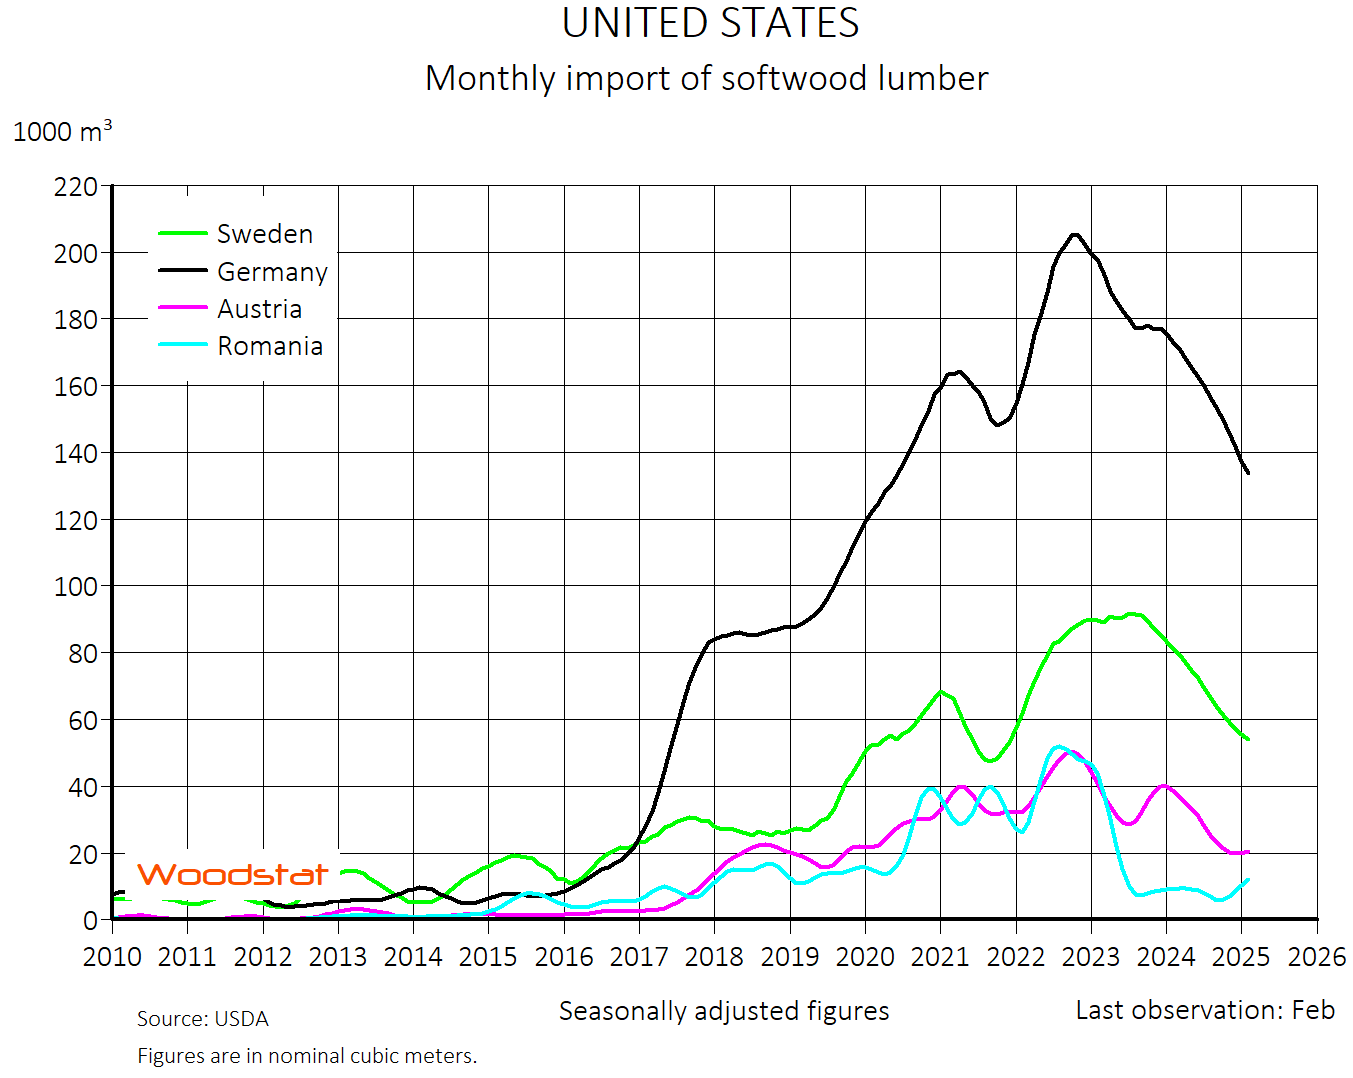 UNITED STATES
Monthly import of softwood lumber
1000 m³
220
200
180
160
140
120
100
80
60
40
20
0
Sweden
Germany
Austria
Romania
Woodstat
2010 2011 2012 2013 2014 2015 2016 2017 2018 2019 2020 2021 2022 2023 2024 2025 2026
Source: USDA
Seasonally adjusted figures
Last observation: Feb
Figures are in nominal cubic meters.